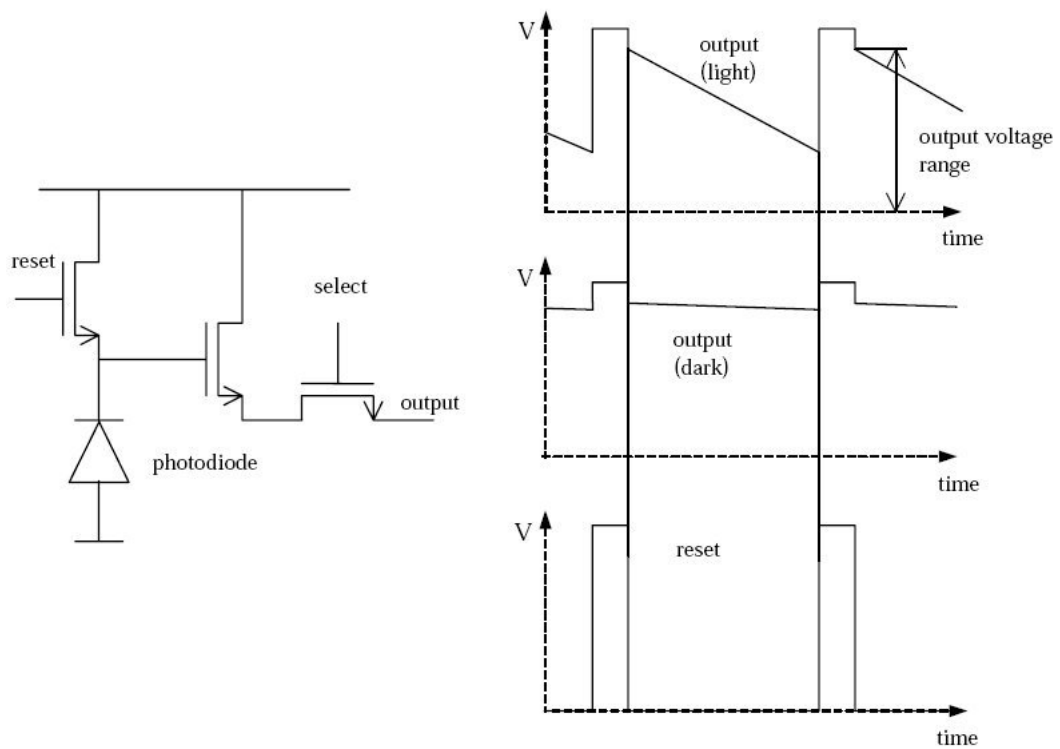 reset
select
output
photodiode
V
output
(light)
output voltage
range
time
V
output
(dark)
time
V
reset
time